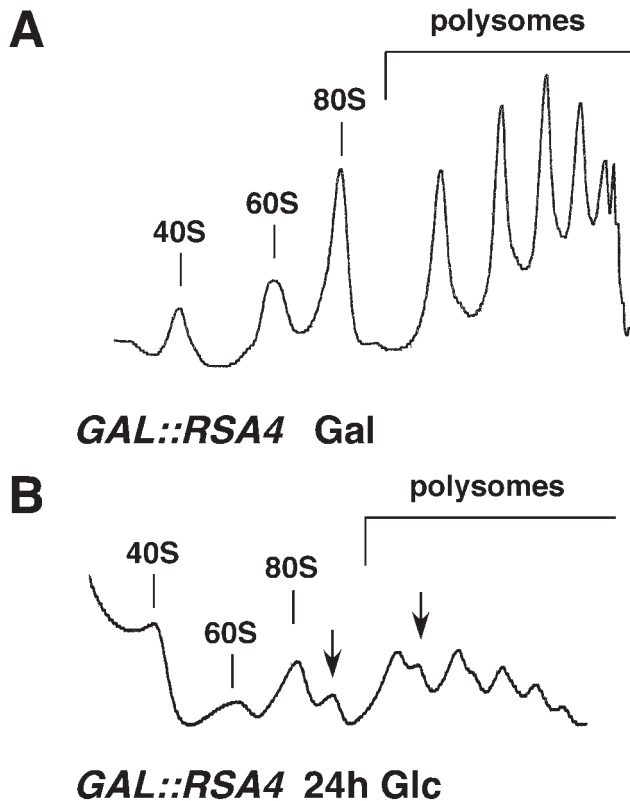 A
polysomes
80S
60S
40S
GAL::RSA4 Gal
B
polysomes
40S
80S
60S
GAL::RSA4 24h Glc